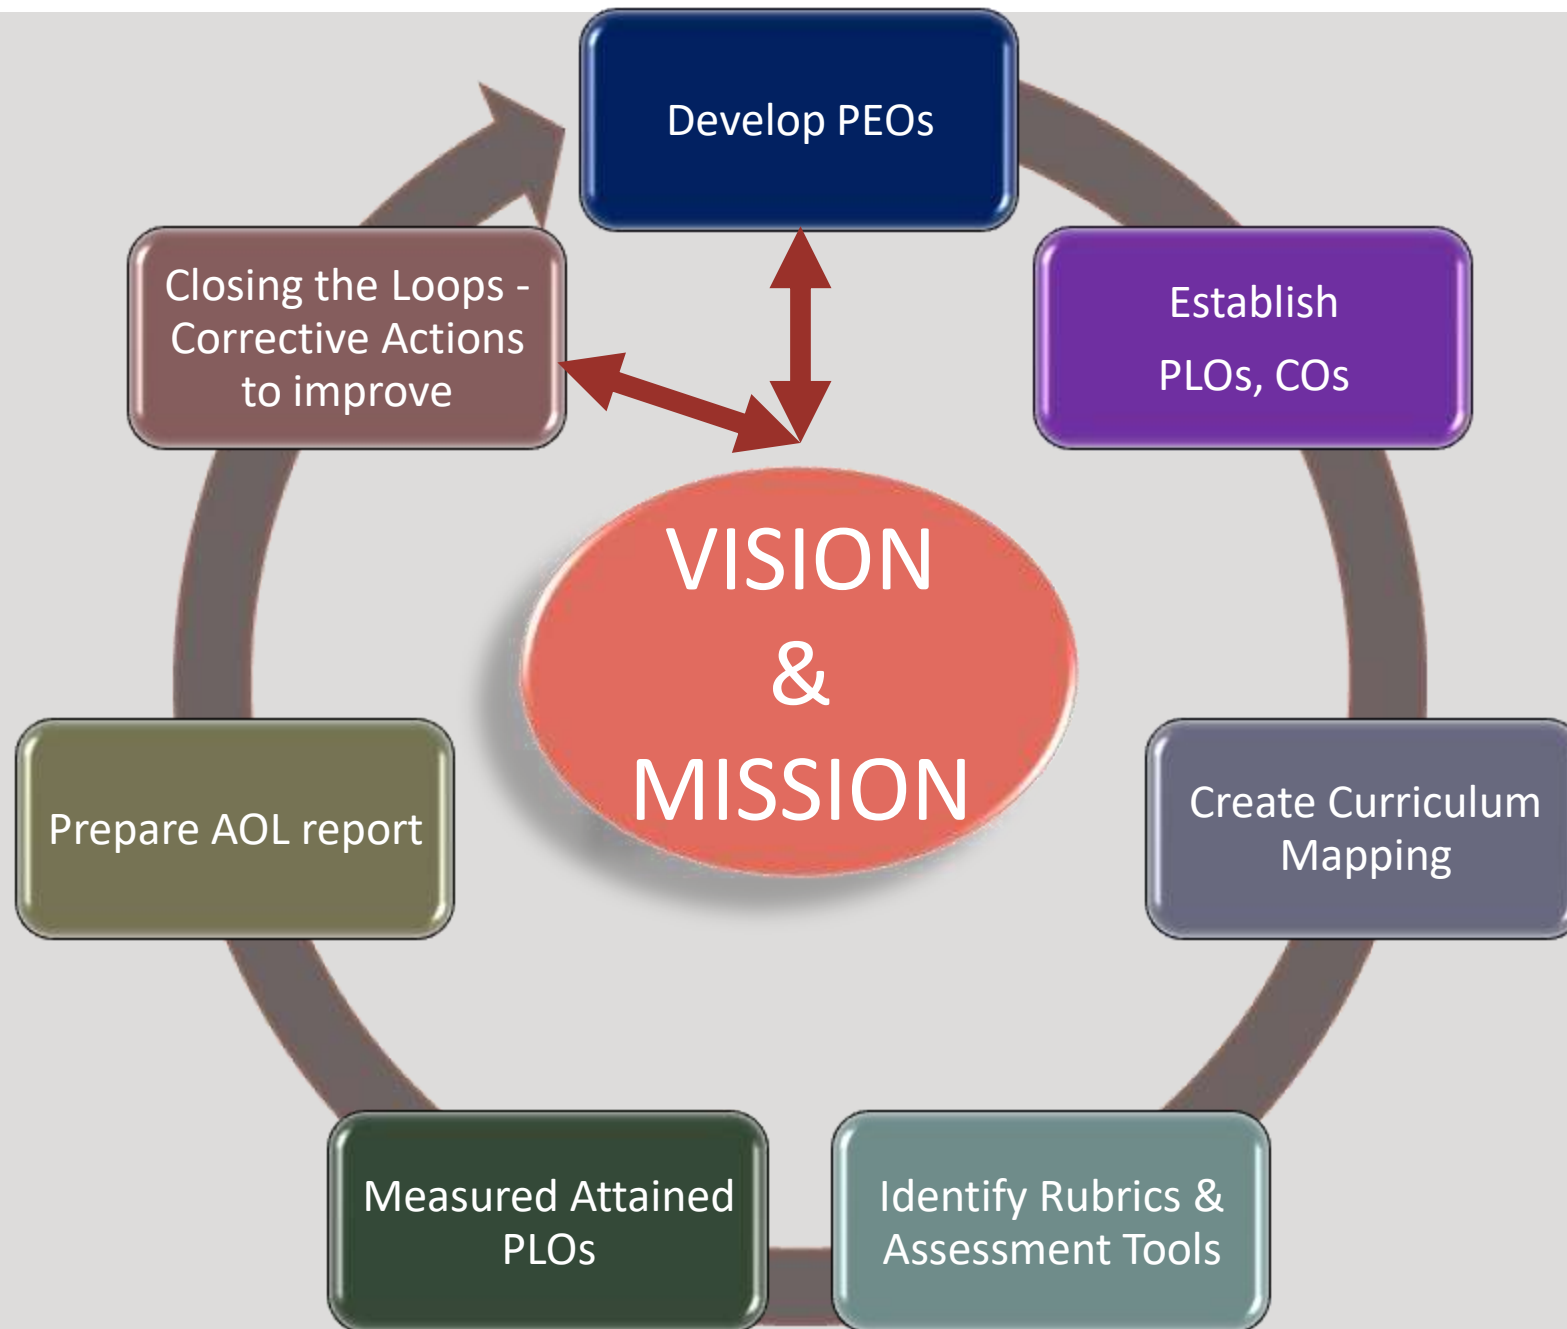 Develop PEOs
Establish
PLOs, COs
Create Curriculum
Mapping
Identify Rubrics &
Assessment Tools
Measured Attained
PLOs
Prepare AOL report
Closing the Loops -
Corrective Actions
to improve
VISION
&
MISSION